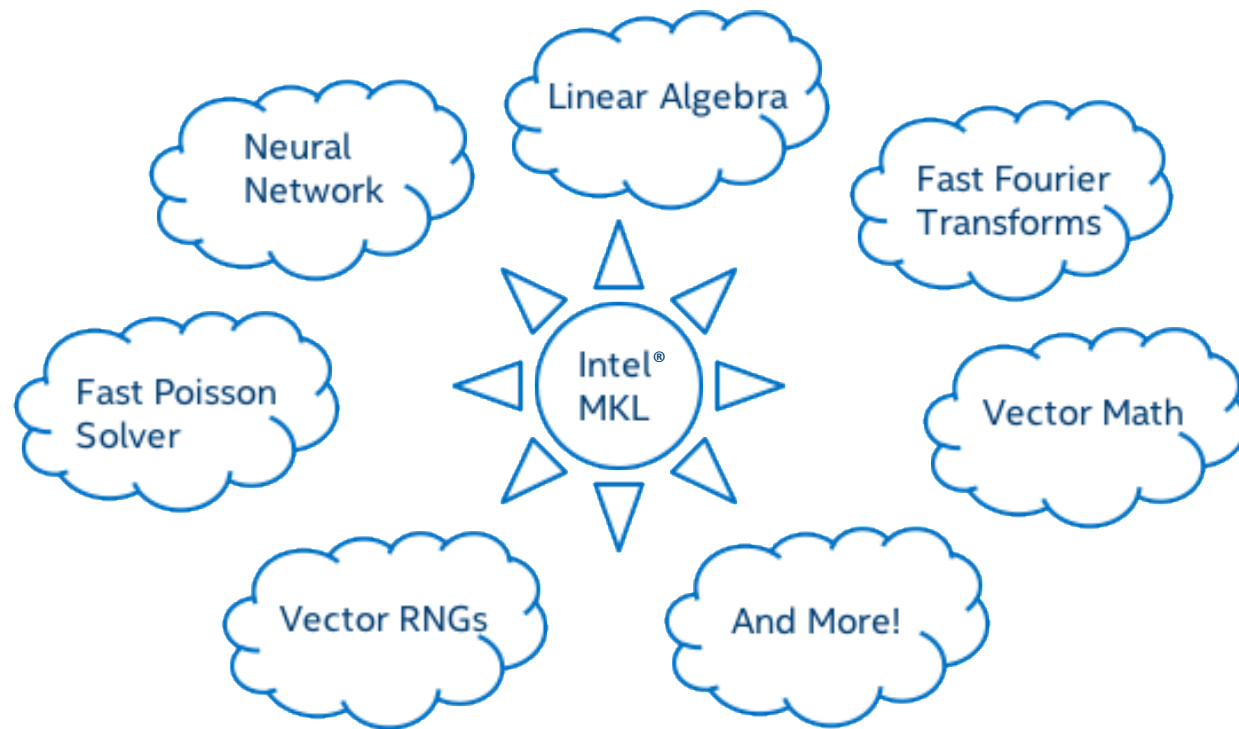 Linear Algebra
Neural
Network
Fast Fourier
Transforms
Intel®
MKL
Fast Poisson
Solver
Vector Math
Vector RNGs
And More!